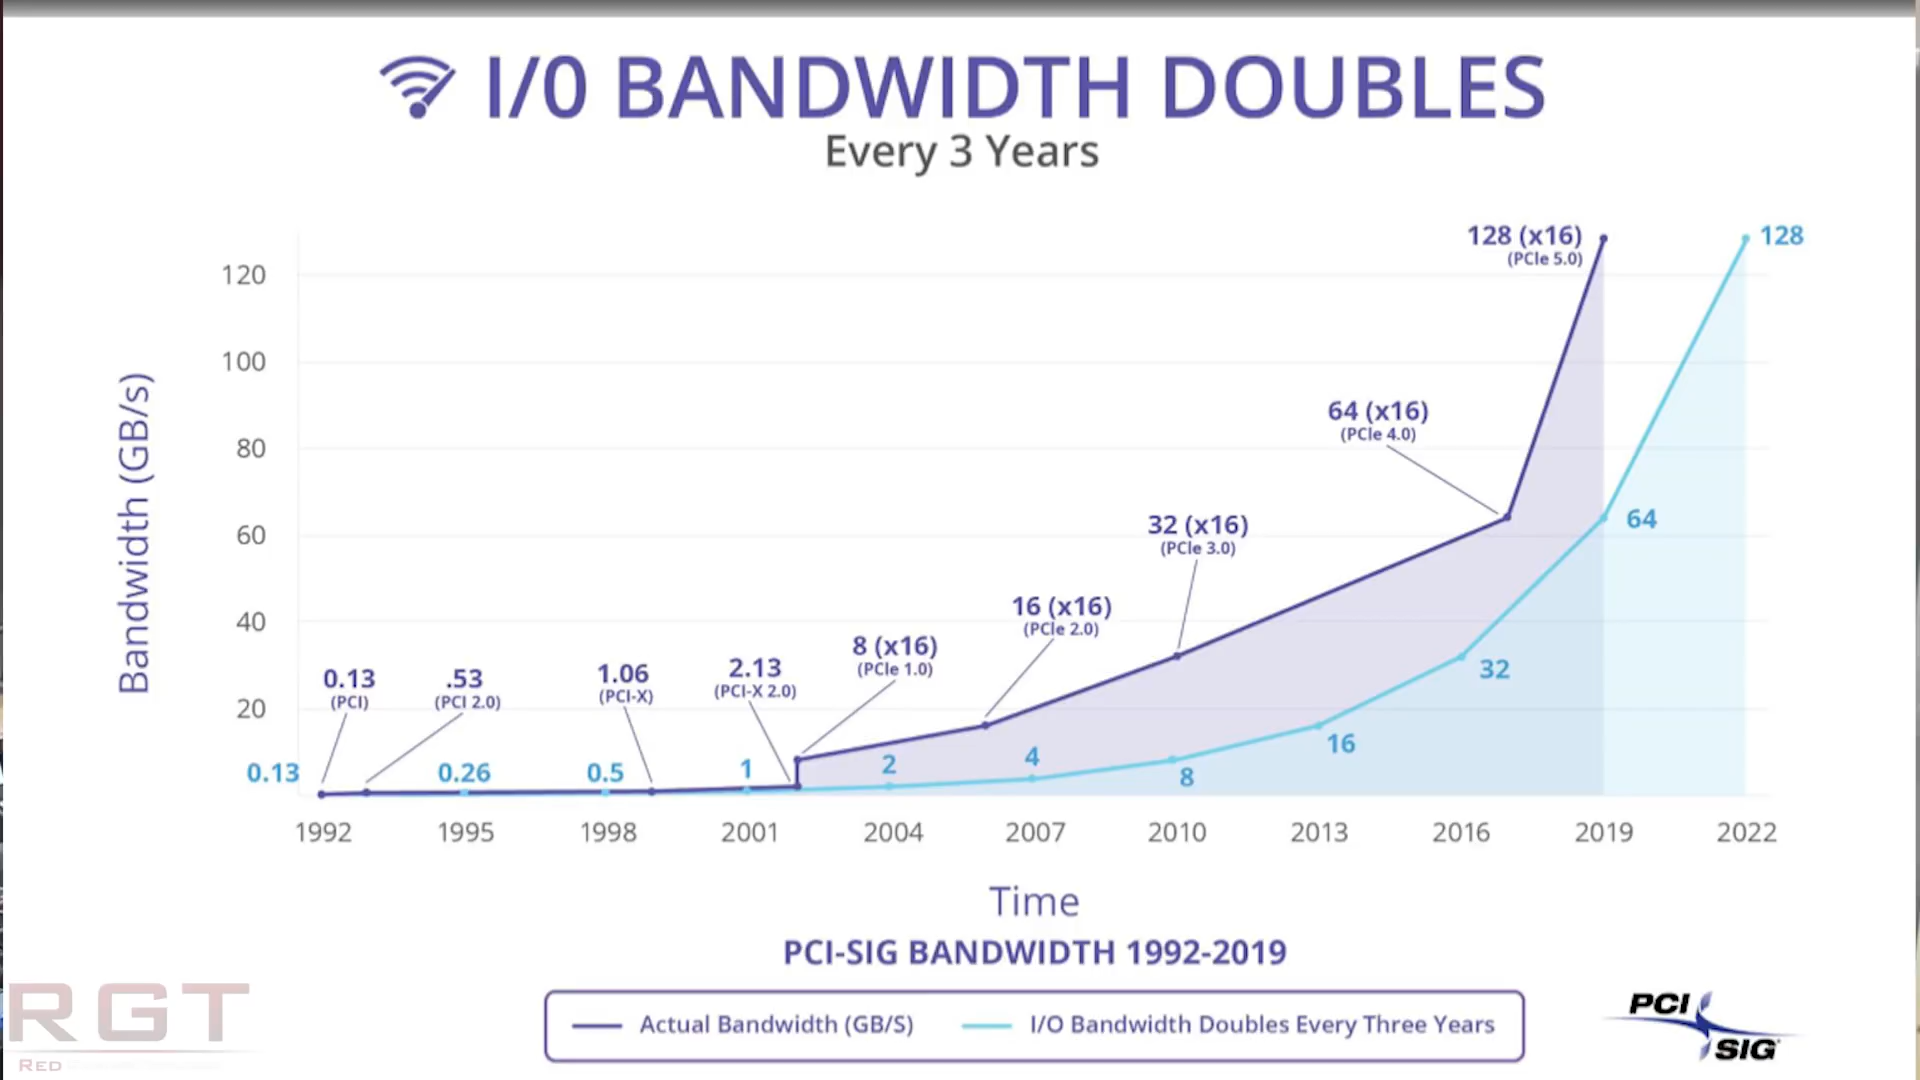 I/0 BANDWIDTH DOUBLES
Every 3 Years
Bandwidth (GB/s)
120
100
80
60
40
20
128 (x16)
(PCIe 5.0)
128
64 (x16)
(PCIe 4.0)
64
32 (x16)
(PCIe 3.0)
32
16 (x16)
(PCIe 2.0)
16
8 (x16)
(PCIe 1.0)
8
2.13
(PCI-X 2.0)
1.06
(PCI-X)
.53
(PCI 2.0)
0.13
(PCI)
0.13
0.26
0.5
1
2
4
1992 1995 1998 2001 2004 2007 2010 2013 2016 2019 2022
Time
PCI-SIG BANDWIDTH 1992-2019
Actual Bandwidth (GB/S) I/O Bandwidth Doubles Every Three Years
RGT
RED
PCI
SIG